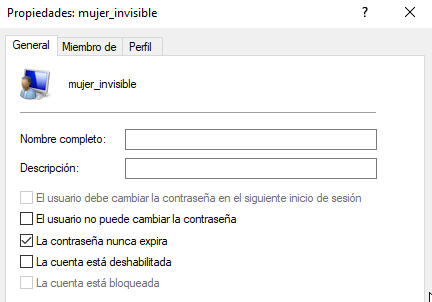 Propiedades: mujer_invisible
General Miembro de Perfil
mujer_invisible
Nombre completo:
Descripción:
El usuario debe cambiar la contraseña en el siguiente inicio de sesión
El usuario no puede cambiar la contraseña
La contraseña nunca expira
La cuenta está deshabilitada
La cuenta está bloqueada